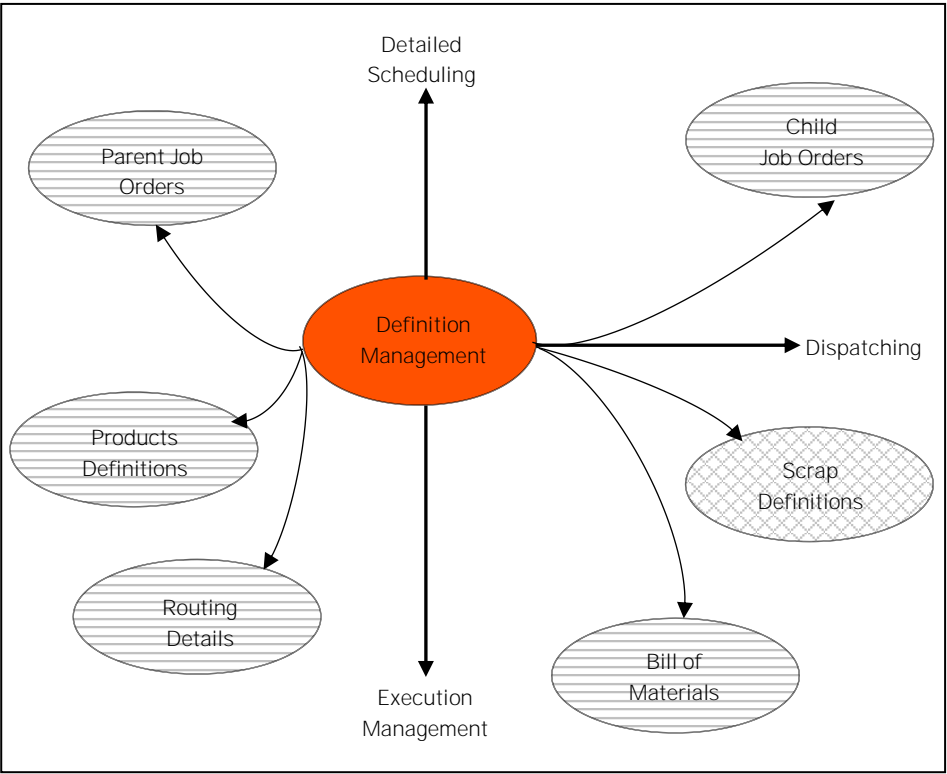 Detailed
Scheduling
Parent Job
Orders
Child
Job Orders
Definition
Management
Dispatching
Products
Definitions
Scrap
Definitions
Routing
Details
Bill of
Materials
Execution
Management